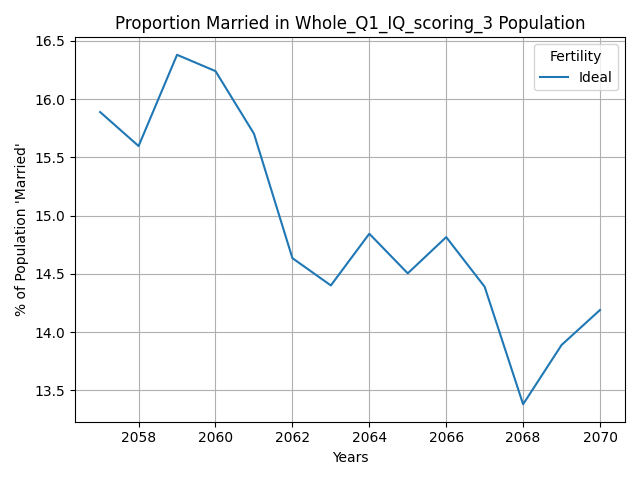 Proportion Married in Whole_Q1_IQ_scoring_3 Population
Fertility
Ideal
% of Population 'Married'
16.5
16.0
15.5
15.0
14.5
14.0
13.5
2058 2060 2062 2064 2066 2068 2070
Years